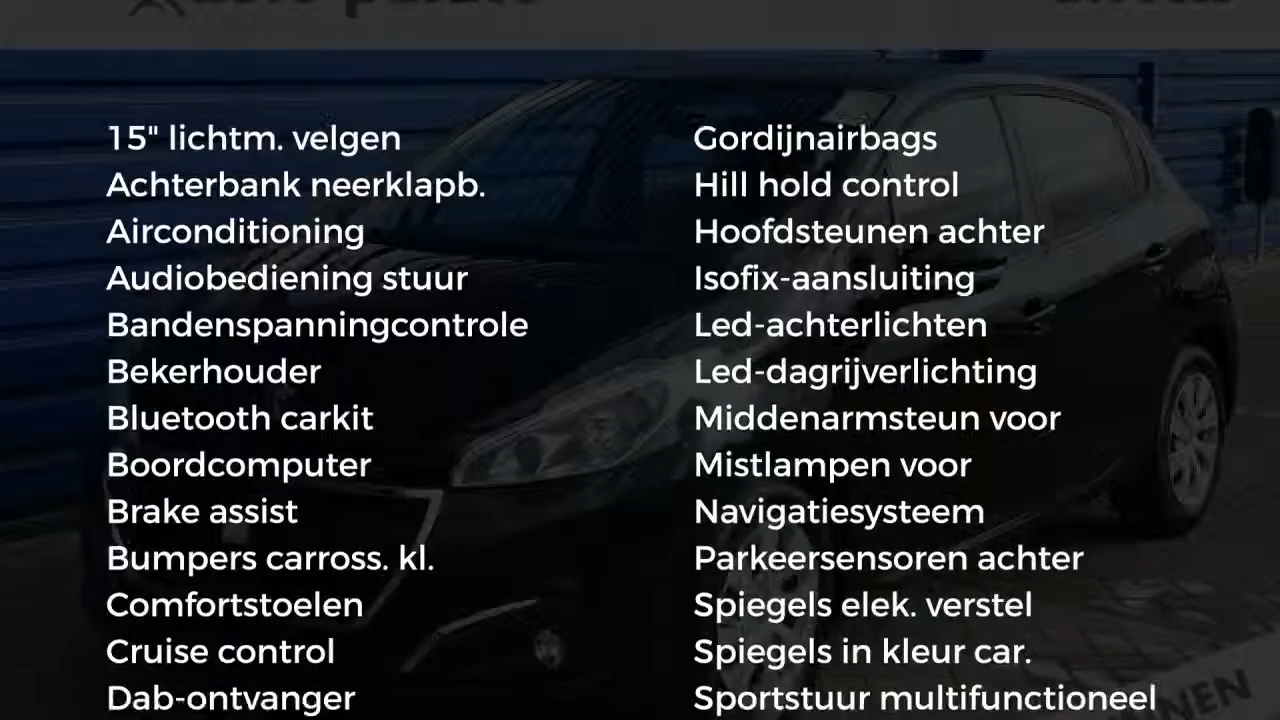 15" lichtm. velgen
Achterbank neerklapb.
Airconditioning
Audiobediening stuur
Bandenspanningcontrole
Bekerhouder
Bluetooth carkit
Boordcomputer
Brake assist
Bumpers carross. kl.
Comfortstoelen
Cruise control
Dab-ontvanger
Gordijnairbags
Hill hold control
Hoofdsteunen achter
Isofix-aansluiting
Led-achterlichten
Led-dagrijverlichting
Middenarmsteun voor
Mistlampen voor
Navigatiesysteem
Parkeersensoren achter
Spiegels elek. verstel
Spiegels in kleur car.
Sportstuur multifunctioneel